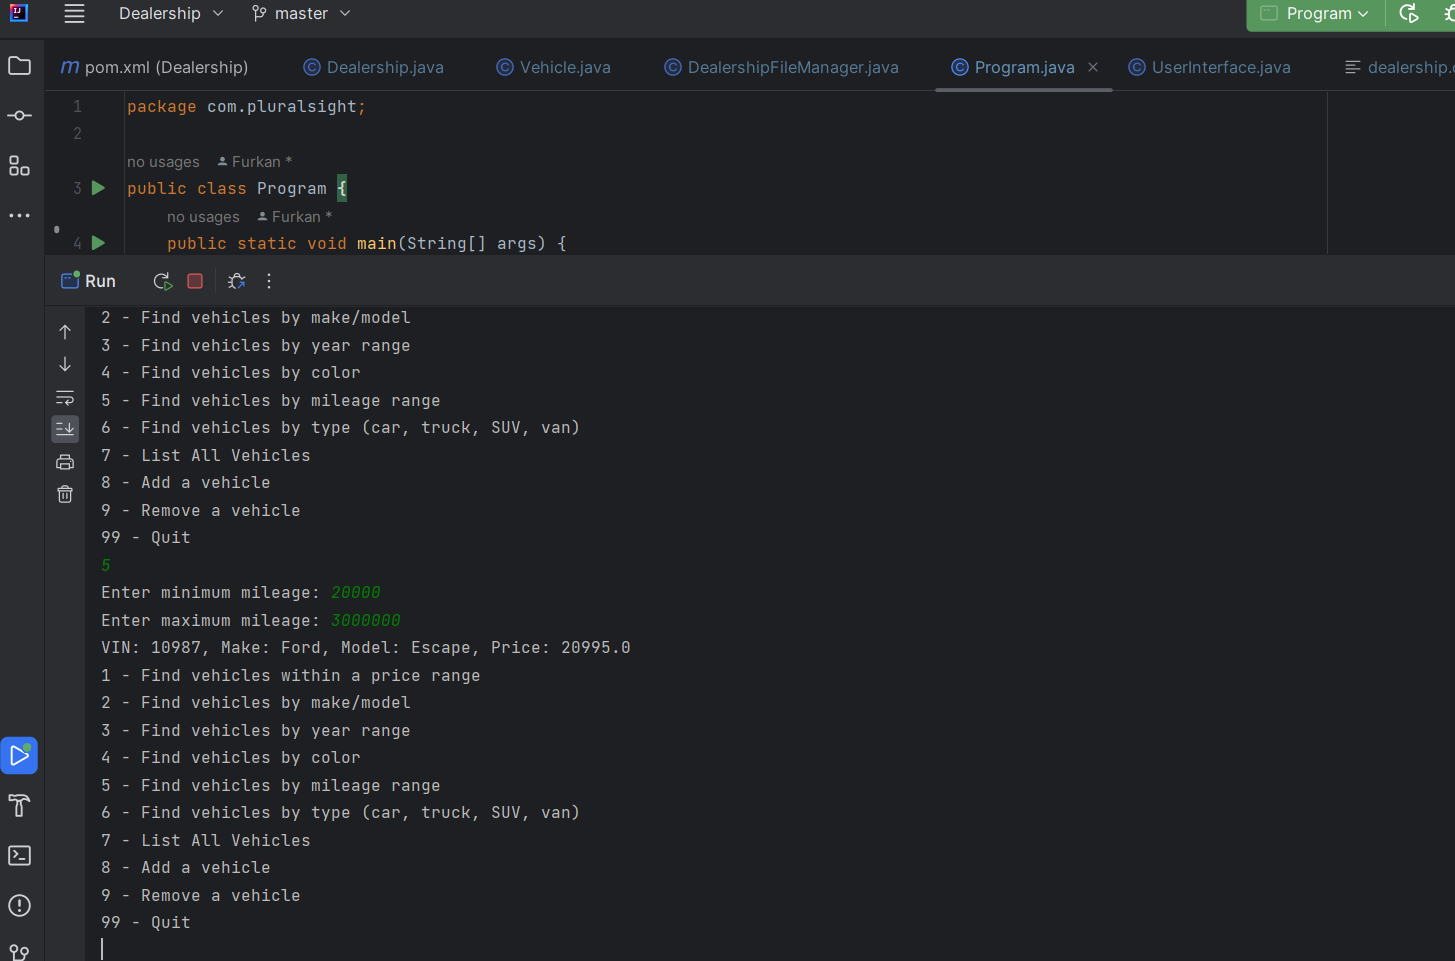 Dealership master Program
pom.xml (Dealership) Dealership.java Vehicle.java DealershipFileManager.java Program.java UserInterface.java
1 package com.pluralsight;
2
no usages Furkan *
3 public class Program {
no usages Furkan *
4 public static void main(String[] args) {
Run
2 - Find vehicles by make/model
3 - Find vehicles by year range
4 - Find vehicles by color
5 - Find vehicles by mileage range
6 - Find vehicles by type (car, truck, SUV, van)
7 - List All Vehicles
8 - Add a vehicle
9 - Remove a vehicle
99 - Quit
5
Enter minimum mileage: 20000
Enter maximum mileage: 3000000
VIN: 10987, Make: Ford, Model: Escape, Price: 20995.0
1 - Find vehicles within a price range
2 - Find vehicles by make/model
3 - Find vehicles by year range
4 - Find vehicles by color
5 - Find vehicles by mileage range
6 - Find vehicles by type (car, truck, SUV, van)
7 - List All Vehicles
8 - Add a vehicle
9 - Remove a vehicle
99 - Quit